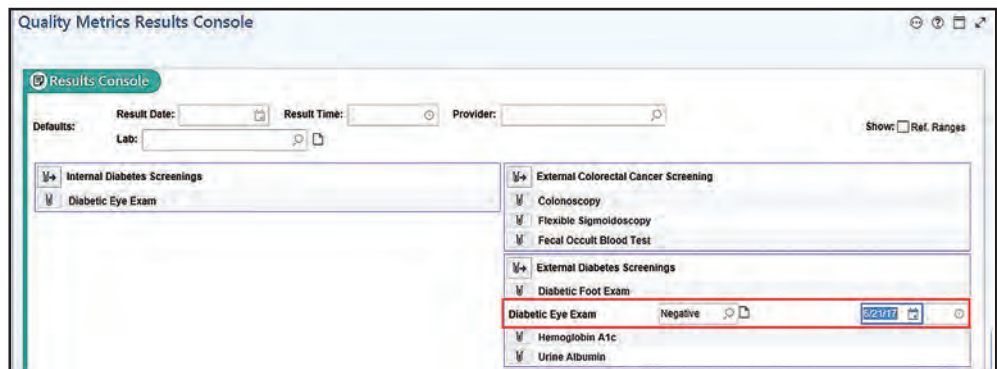 Quality Metrics Results Console
Results Console
Defaults:
Result Date:
Result Time:
Provider:
Lab:
Show: Ref. Ranges
Internal Diabetes Screenings
Diabetic Eye Exam
External Colorectal Cancer Screening
Colonoscopy
Flexible Sigmoidoscopy
Fecal Occult Blood Test
External Diabetes Screenings
Diabetic Foot Exam
Diabetic Eye Exam Negative 6/21/17
Hemoglobin A1c
Urine Albumin